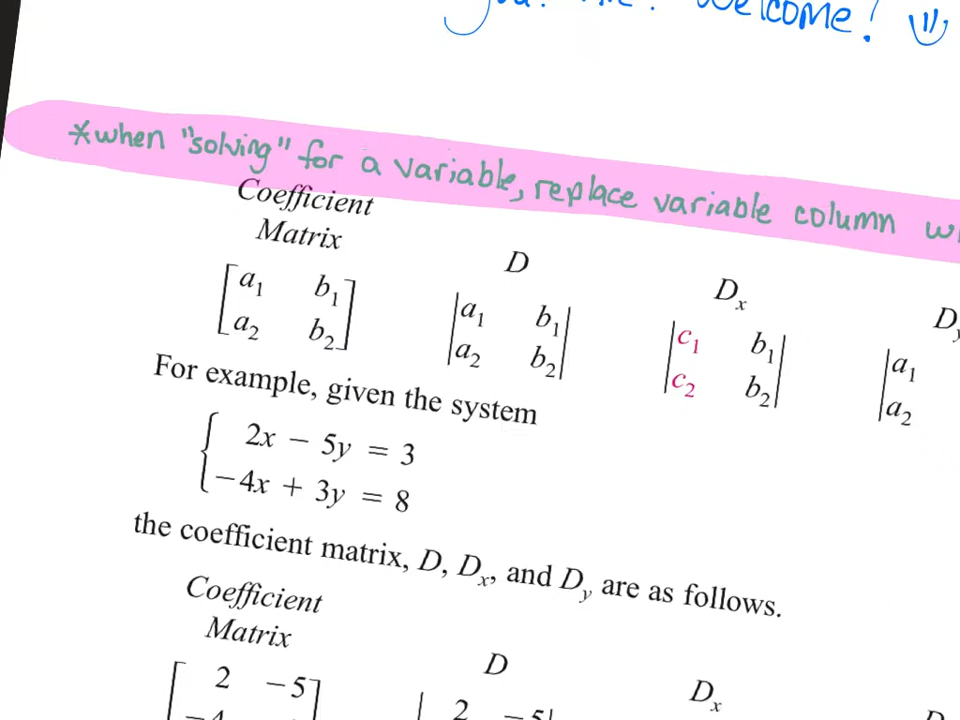 welcome!
*when "solving" for a variable, replace variable column
Coefficient
Matrix
D
Dₓ
[a₁ b₁
a₂ b₂]
|a₁ b₁
a₂ b₂|
|c₁ b₁
c₂ b₂|
|a₁
|a₂
For example, given the system
{ 2x − 5y = 3
−4x + 3y = 8
the coefficient matrix, D, Dₓ, and Dᵧ are as follows.
Coefficient
Matrix
D
Dₓ
[ 2 −5]
| 2 −5|
−4